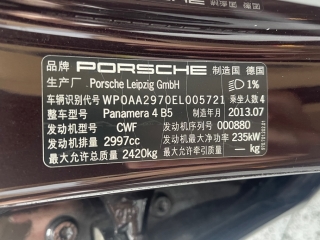 品牌 PORSCHE 制造国 德国
生产厂 Porsche Leipzig GmbH 1%
车辆识别代号 WP0AA2970EL005721 乘坐人数 4
整车型号 Panamera 4 B5 制造年月 2013.07
发动机型号 CWF 发动机序号 000880
发动机排量 2997cc 发动机最大净功率 235kW
最大允许总质量 2420kg 最大允许牵引质量 — kg